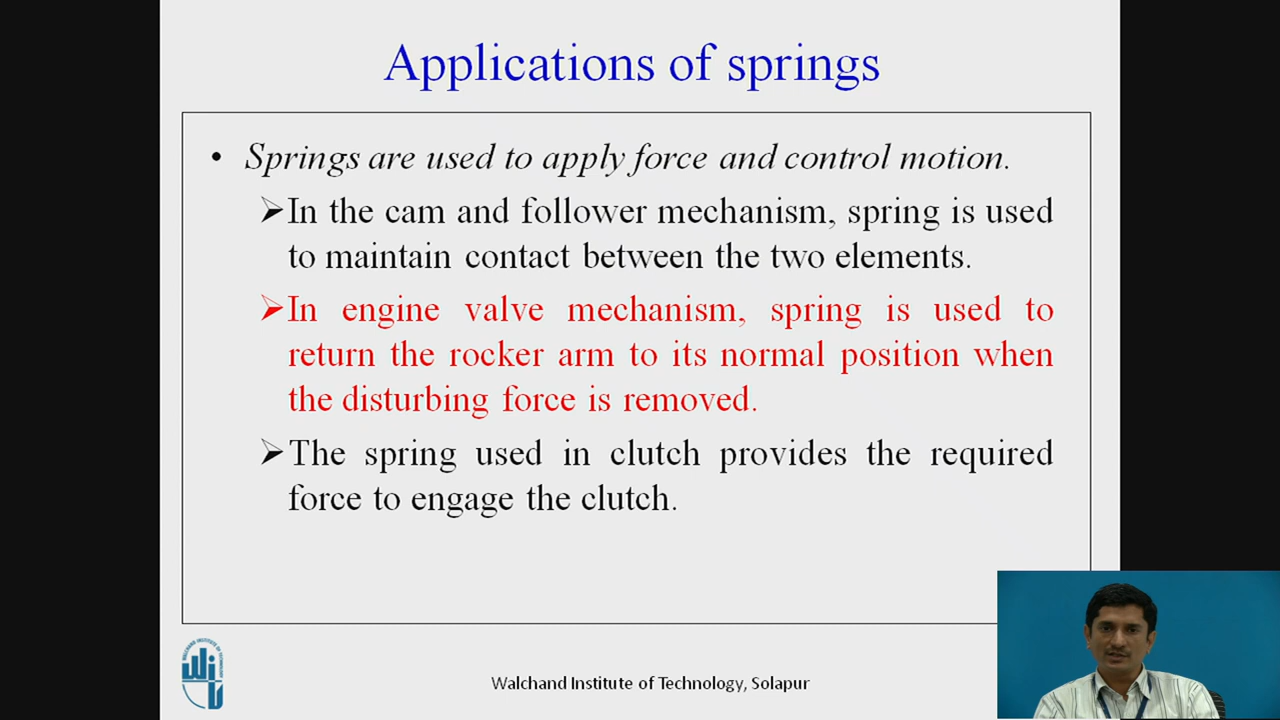 Applications of springs
• Springs are used to apply force and control motion.
➢In the cam and follower mechanism, spring is used
to maintain contact between the two elements.
➢In engine valve mechanism, spring is used to
return the rocker arm to its normal position when
the disturbing force is removed.
➢The spring used in clutch provides the required
force to engage the clutch.
Walchand Institute of Technology, Solapur